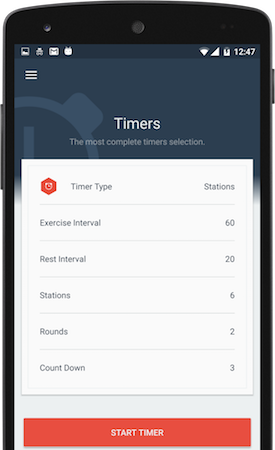 12:47
Timers
The most complete timers selection.
Timer Type Stations
Exercise Interval 60
Rest Interval 20
Stations 6
Rounds 2
Count Down 3
START TIMER